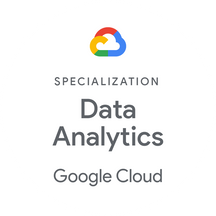 SPECIALIZATION
Data
Analytics
Google Cloud